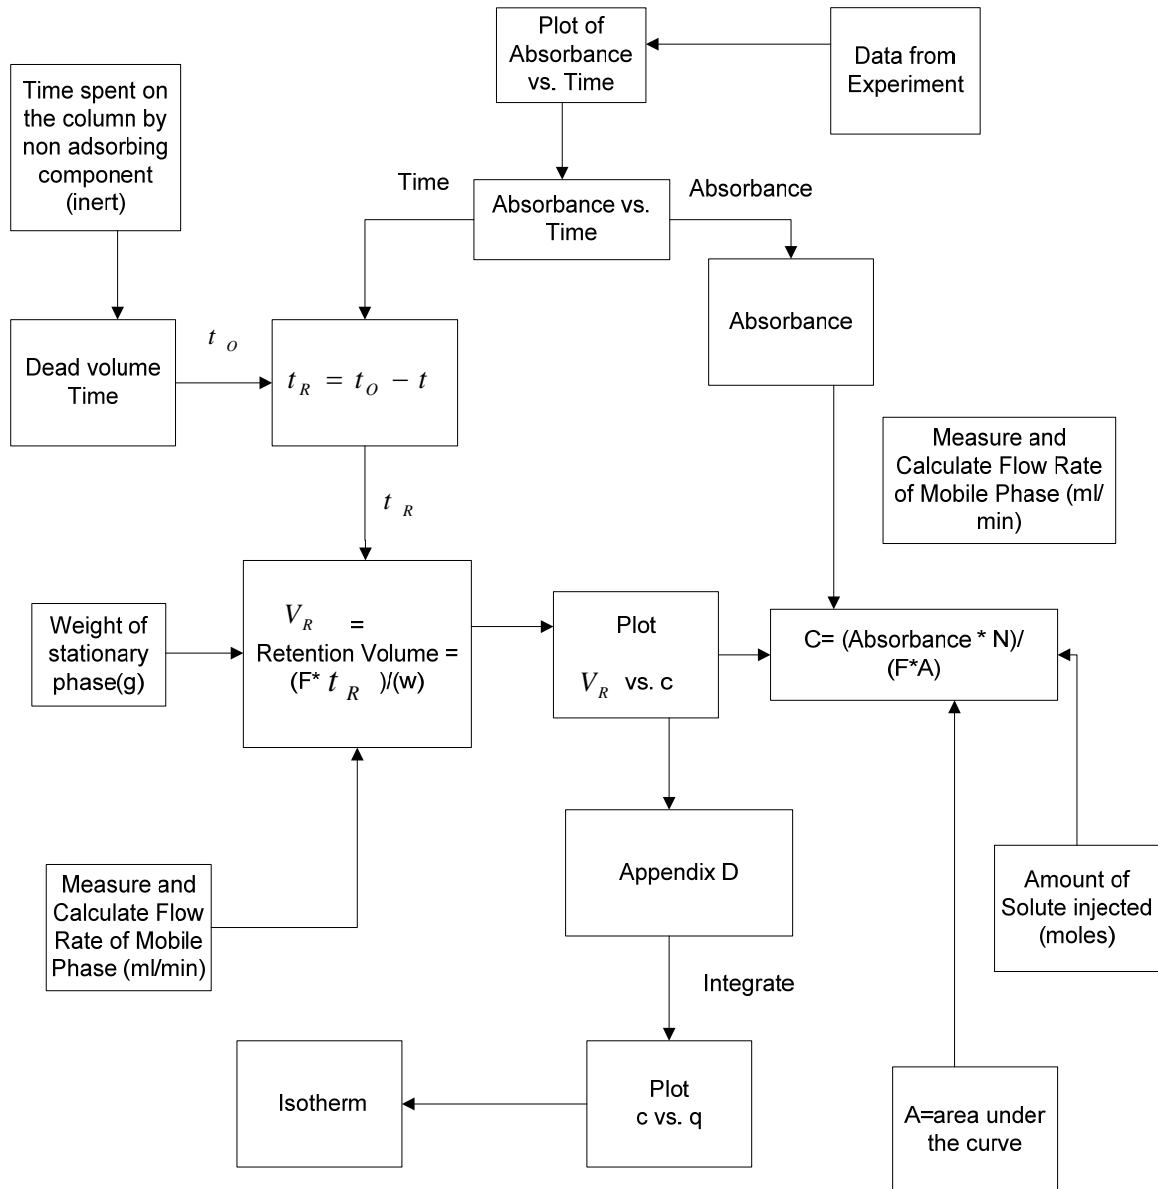 Plot of
Absorbance
vs. Time
Data from
Experiment
Time spent on
the column by
non adsorbing
component
(inert)
Time
Absorbance
Absorbance vs.
Time
Absorbance
Dead volume
Time
t O
t R = t O − t
Measure and
Calculate Flow Rate
of Mobile Phase (ml/
min)
t R
Weight of
stationary
phase(g)
V R =
Retention Volume =
(F* t R )/(w)
Plot
V R vs. c
C= (Absorbance * N)/
(F*A)
Appendix D
Measure and
Calculate Flow
Rate of Mobile
Phase (ml/min)
Amount of
Solute injected
(moles)
Integrate
Isotherm
Plot
c vs. q
A=area under
the curve